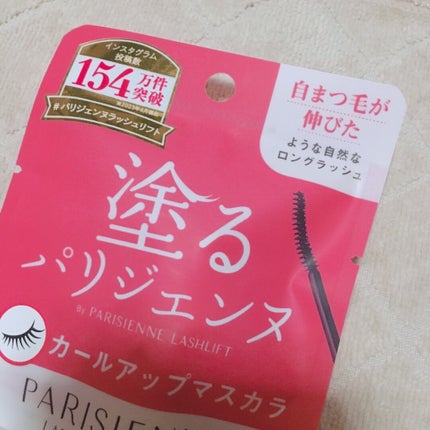 インスタグラム
投稿数
154万件
突破
#パリジェンヌラッシュリフト
自まつ毛が
伸びた
ような自然な
ロングラッシュ
塗る
パリジェンヌ
By PARISIENNE LASHLIFT
カールアップマスカラ
PARISIENNE